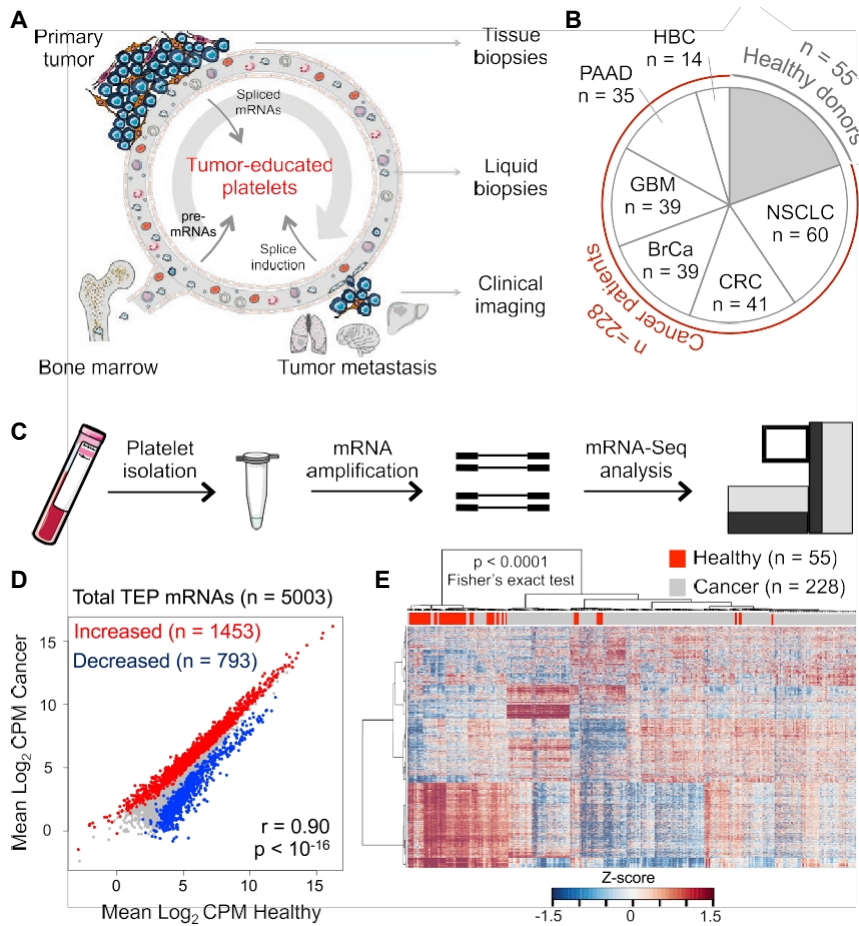 A
Primary
tumor
Spliced
mRNAs
Tumor-educated
platelets
pre-
mRNAs
Splice
induction
Bone marrow
Tumor metastasis
Tissue
biopsies
Liquid
biopsies
Clinical
imaging
B
HBC
n = 14
PAAD
n = 35
n = 55
Healthy donors
GBM
n = 39
NSCLC
n = 60
BrCa
n = 39
CRC
n = 41
Cancer patients
n =228
C
Platelet
isolation
mRNA
amplification
mRNA-Seq
analysis
D
Total TEP mRNAs (n = 5003)
Increased (n = 1453)
Decreased (n = 793)
15
10
5
0
Mean Log₂ CPM Cancer
r = 0.90
p < 10⁻¹⁶
0 5 10 15
Mean Log₂ CPM Healthy
E
p < 0.0001
Fisher's exact test
Healthy (n = 55)
Cancer (n = 228)
Z-score
-1.5 0 1.5